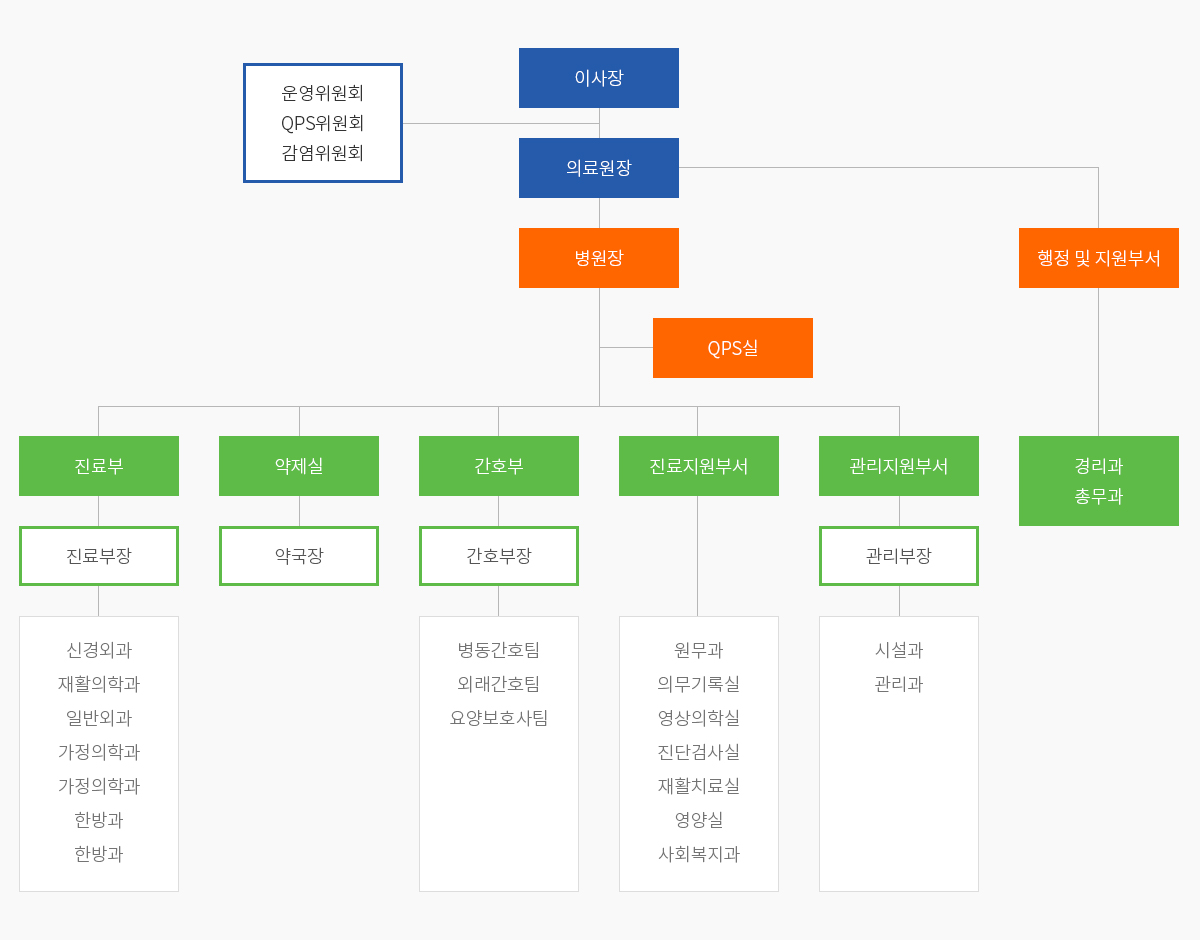 이사장
운영위원회
QPS위원회
감염위원회
의료원장
병원장
행정 및 지원부서
QPS실
진료부
약제실
간호부
진료지원부서
관리지원부서
경리과
총무과
진료부장
약국장
간호부장
관리부장
신경외과
재활의학과
일반외과
가정의학과
가정의학과
한방과
한방과
병동간호팀
외래간호팀
요양보호사팀
원무과
의무기록실
영상의학실
진단검사실
재활치료실
영양실
사회복지과
시설과
관리과